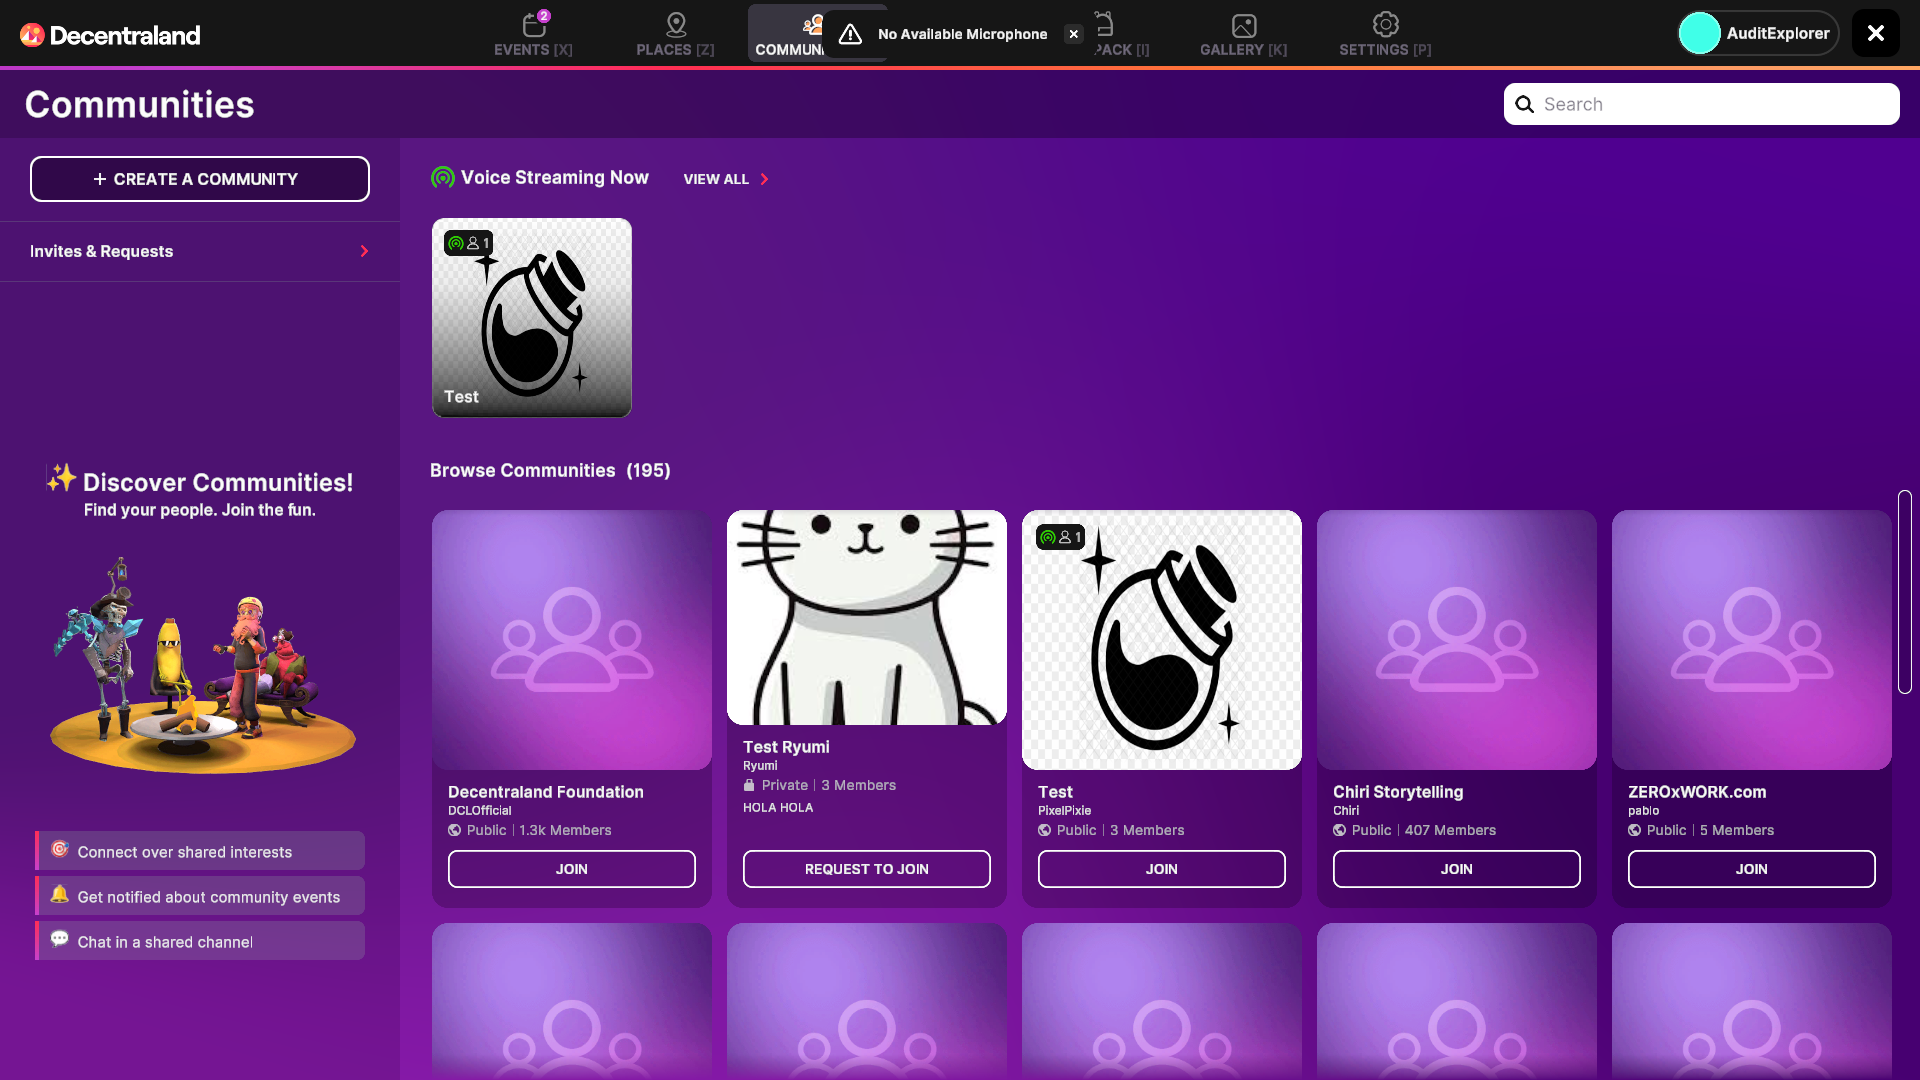 Decentraland
2
EVENTS [X]
PLACES [Z]
COMMUNI
No Available Microphone
PACK [I]
GALLERY [K]
SETTINGS [P]
AuditExplorer
Communities
Search
+ CREATE A COMMUNITY
Invites & Requests
Voice Streaming Now
VIEW ALL
1
Test
Discover Communities!
Find your people. Join the fun.
Connect over shared interests
Get notified about community events
Chat in a shared channel
Browse Communities (195)
Decentraland Foundation
DCLOfficial
Public | 1.3k Members
JOIN
Test Ryumi
Ryumi
Private | 3 Members
HOLA HOLA
REQUEST TO JOIN
1
Test
PixelPixie
Public | 3 Members
JOIN
Chiri Storytelling
Chiri
Public | 407 Members
JOIN
ZEROxWORK.com
pablo
Public | 5 Members
JOIN